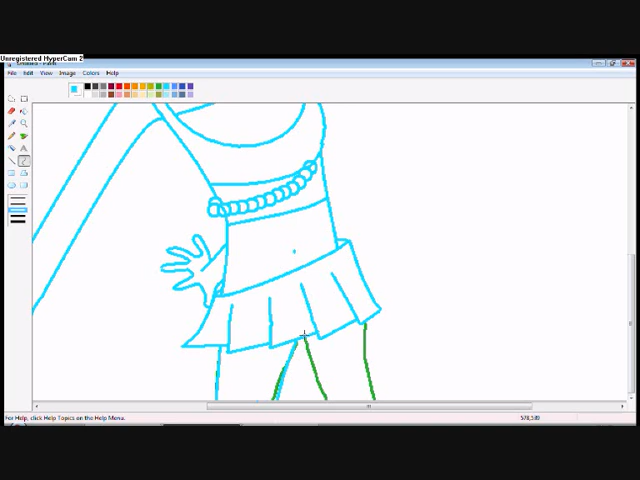 Unregistered HyperCam 2
Untitled - Paint
File Edit View Image Colors Help
For Help, click Help Topics on the Help Menu.
578,539